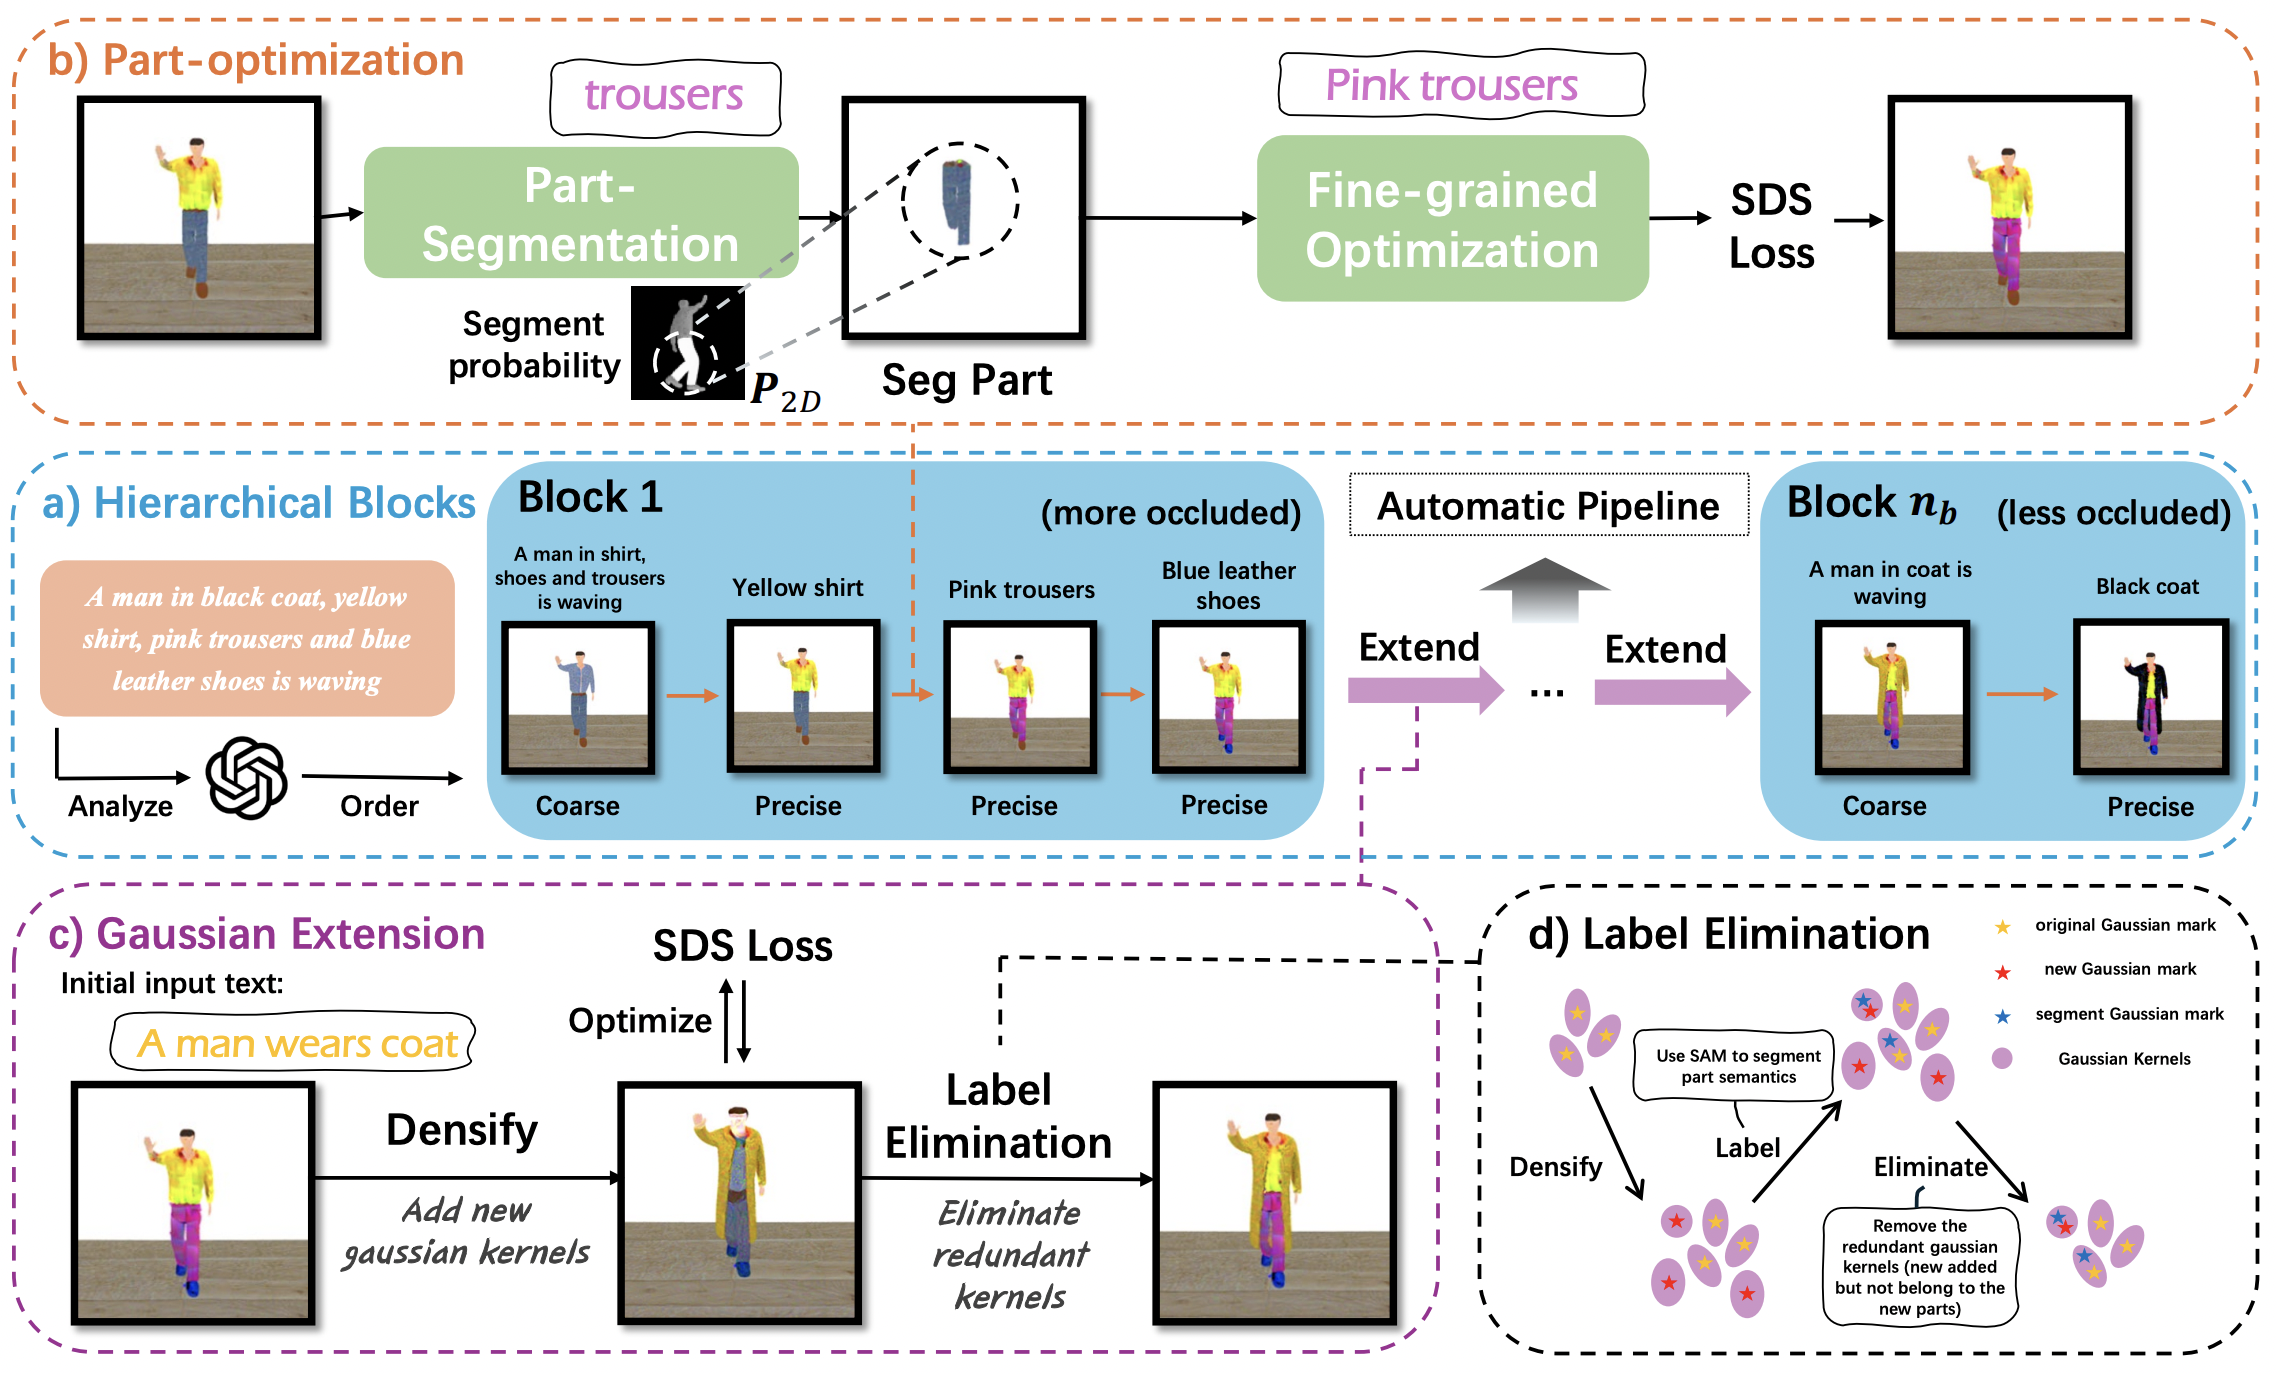 b) Part-optimization
trousers
Part-
Segmentation
Segment
probability
P2D
Seg Part
Pink trousers
Fine-grained
Optimization
SDS
Loss
a) Hierarchical Blocks
A man in black coat, yellow
shirt, pink trousers and blue
leather shoes is waving
Analyze
Order
Block 1
(more occluded)
A man in shirt,
shoes and trousers
is waving
Coarse
Yellow shirt
Precise
Pink trousers
Precise
Blue leather
shoes
Precise
Automatic Pipeline
Extend
...
Extend
Block nb
(less occluded)
A man in coat is
waving
Coarse
Black coat
Precise
c) Gaussian Extension
Initial input text:
A man wears coat
SDS Loss
Optimize
Densify
Add new
gaussian kernels
Label
Elimination
Eliminate
redundant
kernels
d) Label Elimination
original Gaussian mark
new Gaussian mark
segment Gaussian mark
Gaussian Kernels
Use SAM to segment
part semantics
Label
Densify
Eliminate
Remove the
redundant gaussian
kernels (new added
but not belong to the
new parts)